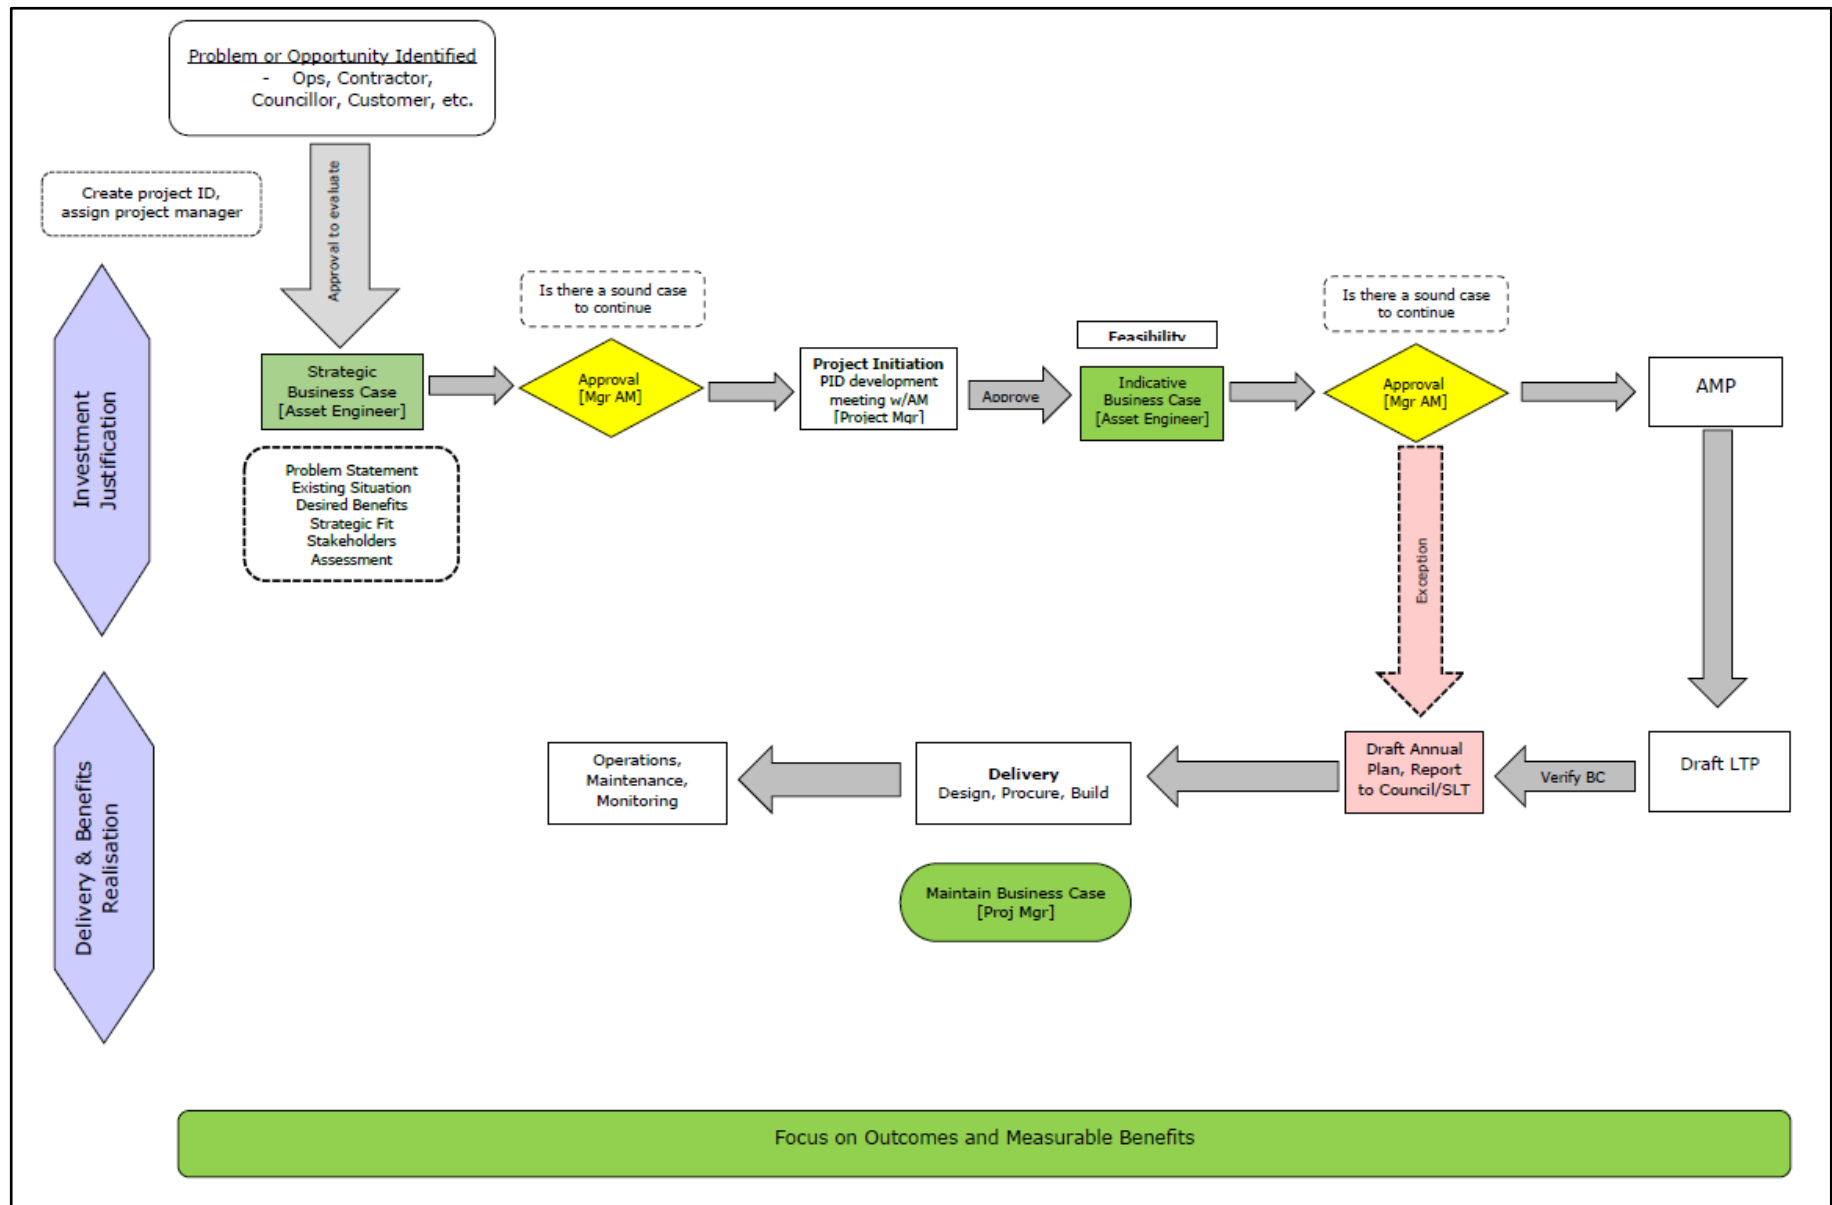 Problem or Opportunity Identified
- Ops, Contractor,
Councillor, Customer, etc.
Create project ID,
assign project manager
Approval to evaluate
Investment
Justification
Strategic
Business Case
[Asset Engineer]
Problem Statement
Existing Situation
Desired Benefits
Strategic Fit
Stakeholders
Assessment
Is there a sound case
to continue
Approval
[Mgr AM]
Project Initiation
PID development
meeting w/AM
[Project Mgr]
Approve
Feasibility
Indicative
Business Case
[Asset Engineer]
Is there a sound case
to continue
Approval
[Mgr AM]
AMP
Exception
Delivery & Benefits
Realisation
Operations,
Maintenance,
Monitoring
Delivery
Design, Procure, Build
Draft Annual
Plan, Report
to Council/SLT
Verify BC
Draft LTP
Maintain Business Case
[Proj Mgr]
Focus on Outcomes and Measurable Benefits